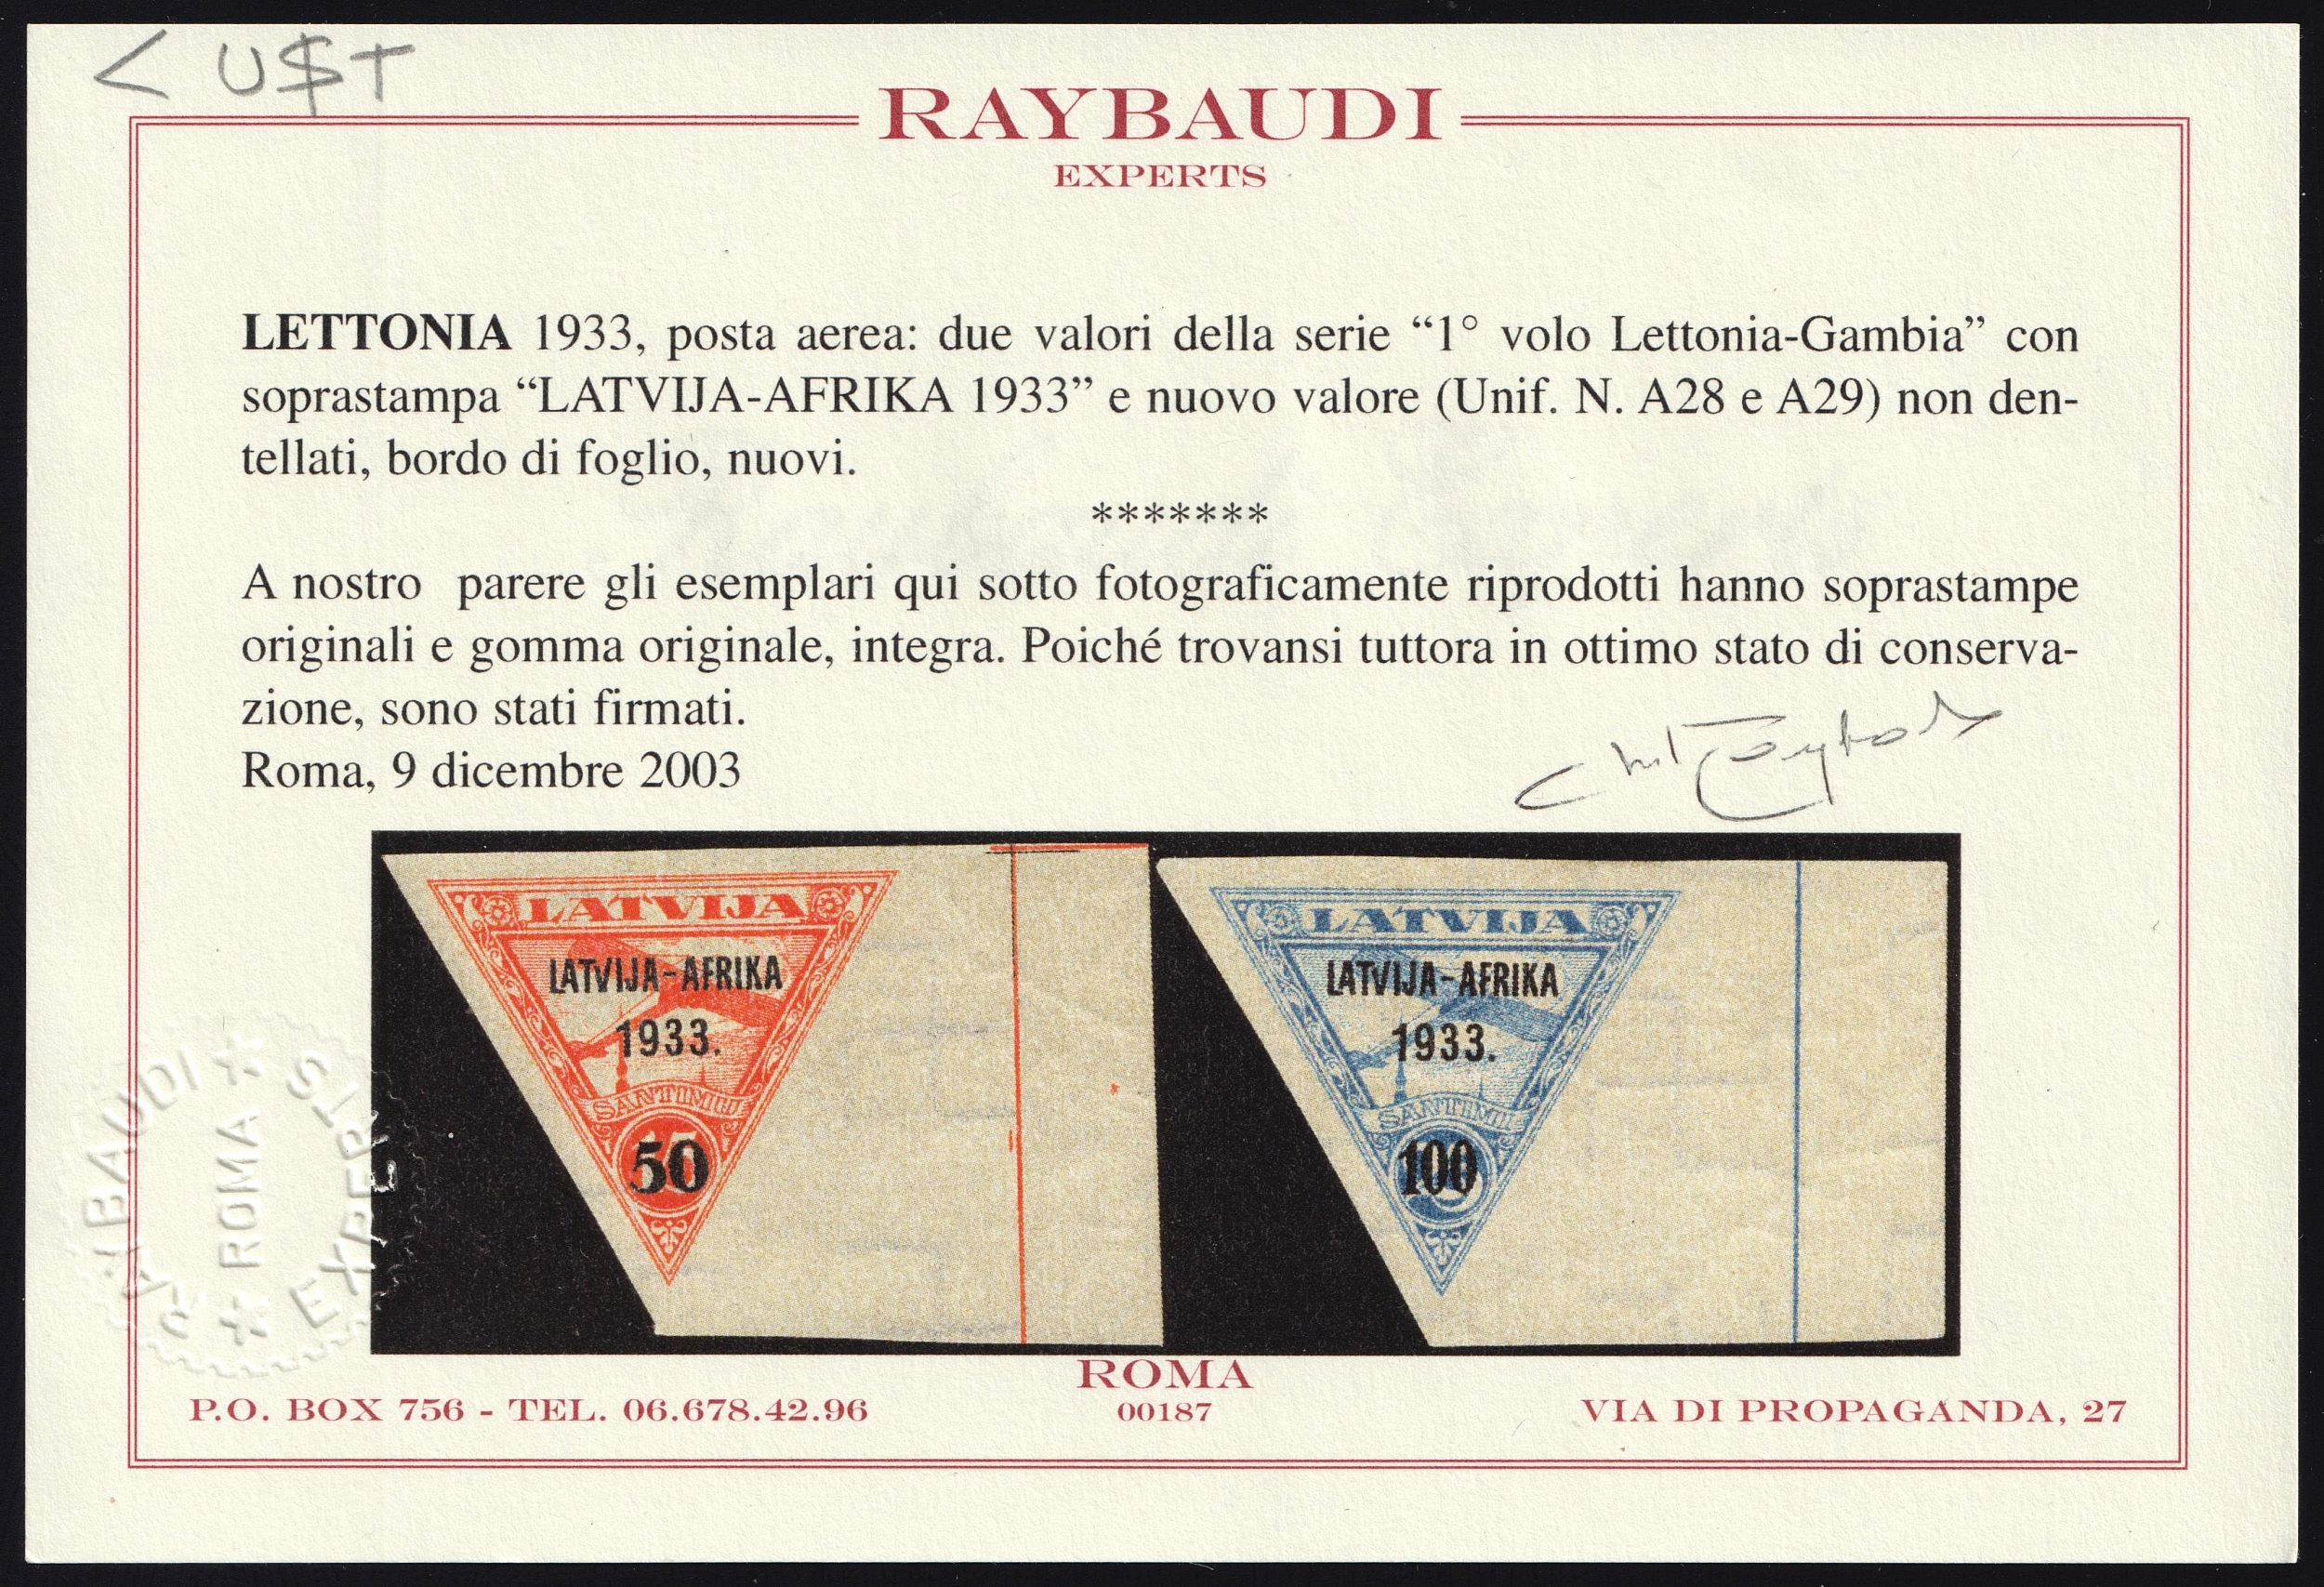 < U$T
RAYBAUDI
EXPERTS
LETTONIA 1933, posta aerea: due valori della serie “1° volo Lettonia-Gambia” con
soprastampa “LATVIJA-AFRIKA 1933” e nuovo valore (Unif. N. A28 e A29) non den-
tellati, bordo di foglio, nuovi.
*******
A nostro parere gli esemplari qui sotto fotograficamente riprodotti hanno soprastampe
originali e gomma originale, integra. Poiché trovansi tuttora in ottimo stato di conserva-
zione, sono stati firmati.
Roma, 9 dicembre 2003
LATVIJA
LATVIJA-AFRIKA
1933.
SANTIMU
50
LATVIJA
LATVIJA-AFRIKA
1933.
SANTIMU
100
RAYBAUDI
ROMA
EXPERTS
ROMA
P.O. BOX 756 - TEL. 06.678.42.96
00187
VIA DI PROPAGANDA, 27